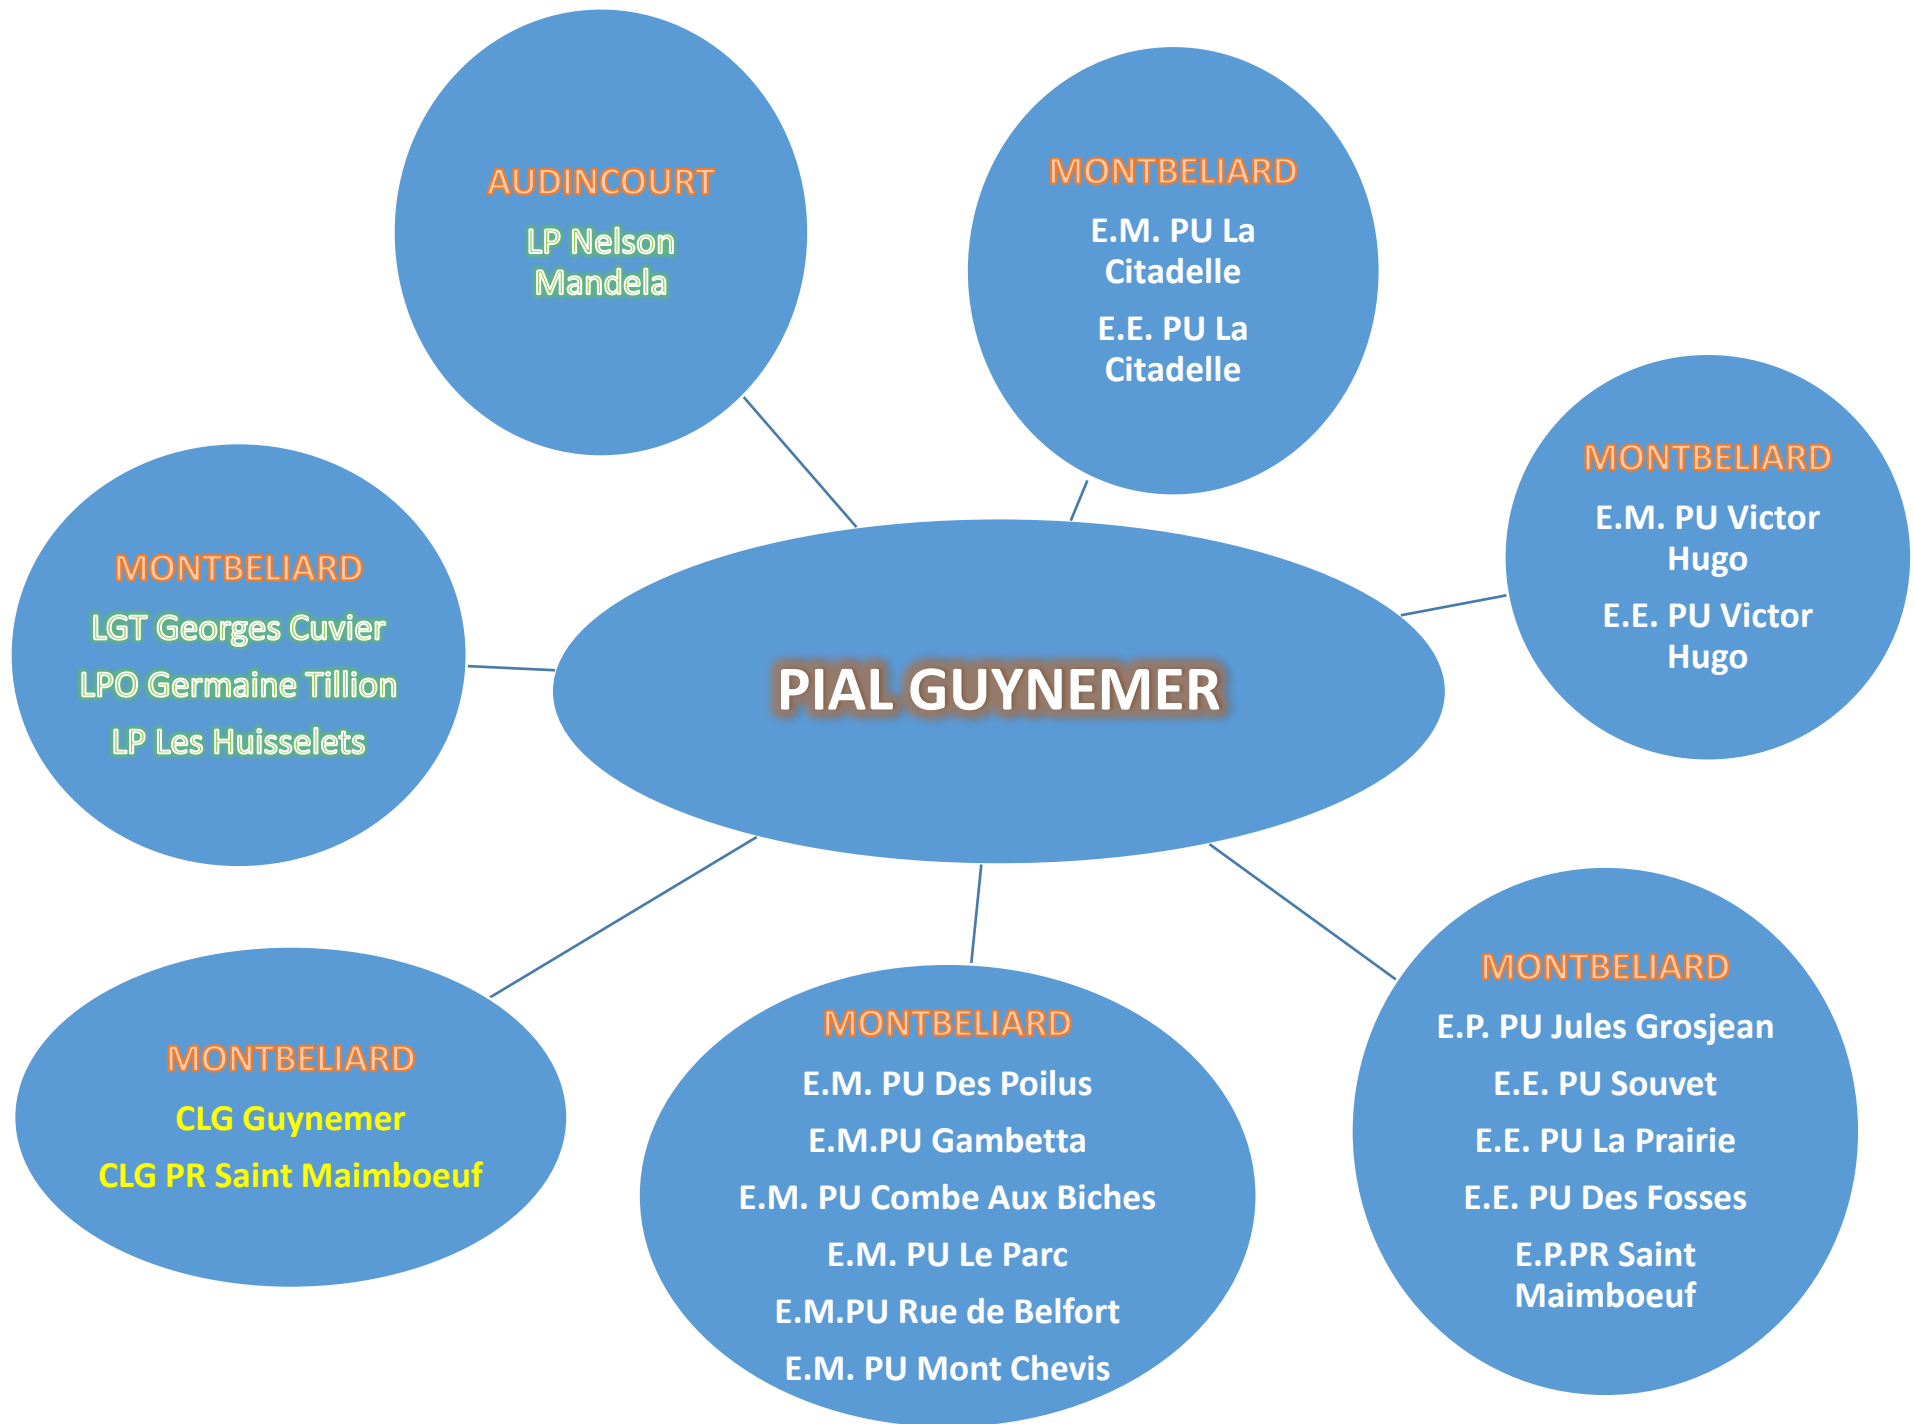 AUDINCOURT
LP Nelson
Mandela
MONTBELIARD
E.M. PU La
Citadelle
E.E. PU La
Citadelle
MONTBELIARD
E.M. PU Victor
Hugo
E.E. PU Victor
Hugo
MONTBELIARD
LGT Georges Cuvier
LPO Germaine Tillion
LP Les Huisselets
PIAL GUYNEMER
MONTBELIARD
CLG Guynemer
CLG PR Saint Maimboeuf
MONTBELIARD
E.M. PU Des Poilus
E.M.PU Gambetta
E.M. PU Combe Aux Biches
E.M. PU Le Parc
E.M.PU Rue de Belfort
E.M. PU Mont Chevis
MONTBELIARD
E.P. PU Jules Grosjean
E.E. PU Souvet
E.E. PU La Prairie
E.E. PU Des Fosses
E.P.PR Saint
Maimboeuf